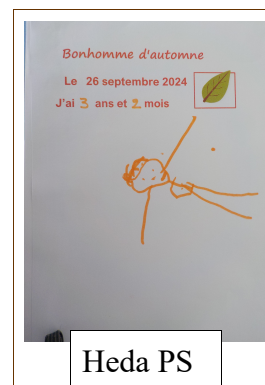 Bonhomme d'automne
Le 26 septembre 2024
J'ai 3 ans et 2 mois
Heda PS